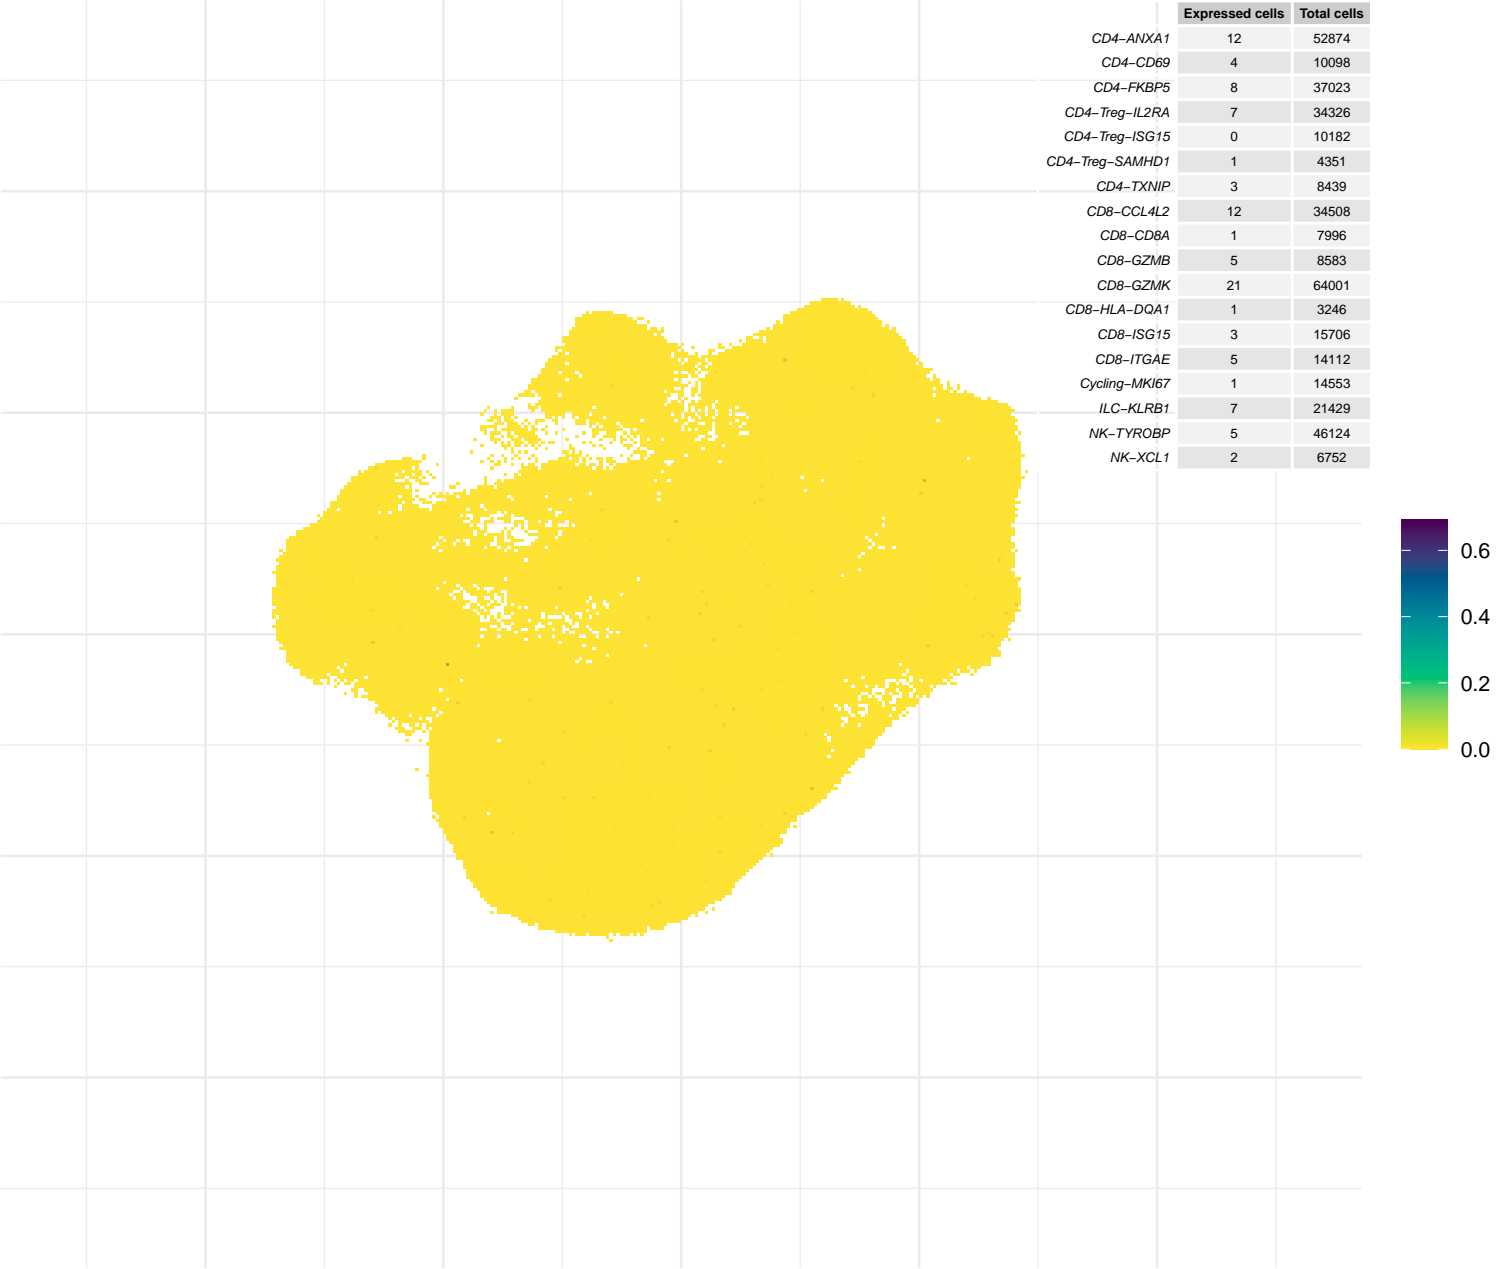 Expressed cells Total cells
CD4−ANXA1 12 52874
CD4−CD69 4 10098
CD4−FKBP5 8 37023
CD4−Treg−IL2RA 7 34326
CD4−Treg−ISG15 0 10182
CD4−Treg−SAMHD1 1 4351
CD4−TXNIP 3 8439
CD8−CCL4L2 12 34508
CD8−CD8A 1 7996
CD8−GZMB 5 8583
CD8−GZMK 21 64001
CD8−HLA−DQA1 1 3246
CD8−ISG15 3 15706
CD8−ITGAE 5 14112
Cycling−MKI67 1 14553
ILC−KLRB1 7 21429
NK−TYROBP 5 46124
NK−XCL1 2 6752
0.6
0.4
0.2
0.0